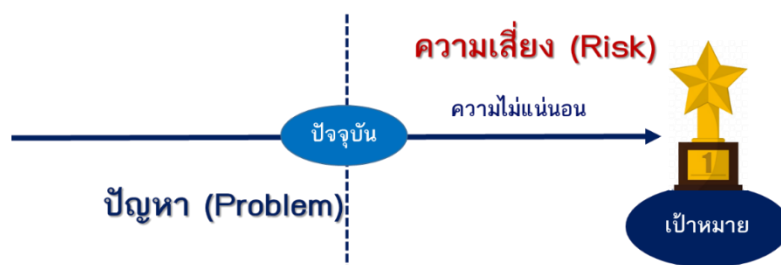 ความเสี่ยง (Risk)
ความไม่แน่นอน
ปัจจุบัน
1
ปัญหา (Problem)
เป้าหมาย